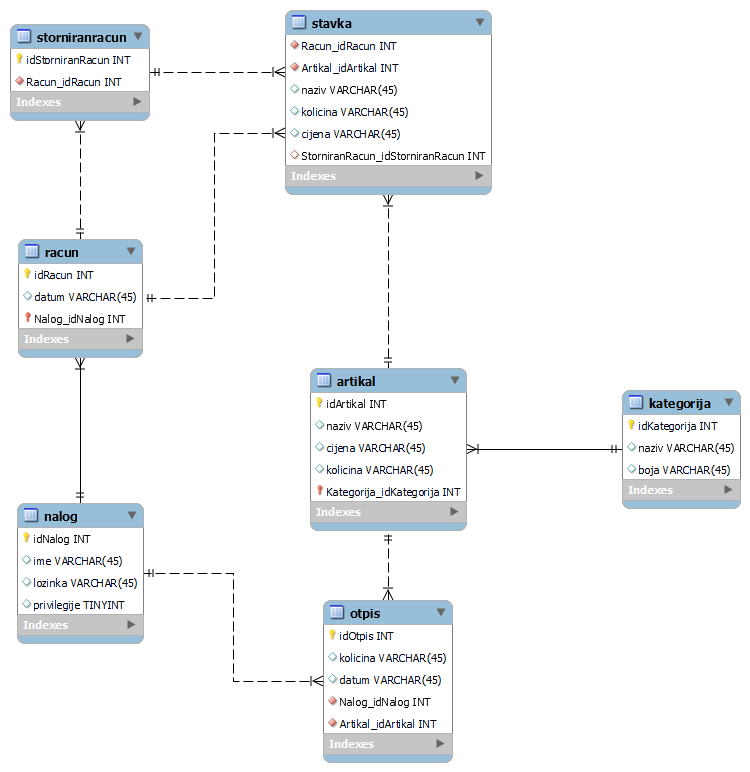 storniranracun
idStorniranRacun INT
Racun_idRacun INT
Indexes
stavka
Racun_idRacun INT
Artikal_idArtikal INT
naziv VARCHAR(45)
kolicina VARCHAR(45)
cijena VARCHAR(45)
StorniranRacun_idStorniranRacun INT
Indexes
racun
idRacun INT
datum VARCHAR(45)
Nalog_idNalog INT
Indexes
artikal
idArtikal INT
naziv VARCHAR(45)
cijena VARCHAR(45)
kolicina VARCHAR(45)
Kategorija_idKategorija INT
Indexes
kategorija
idKategorija INT
naziv VARCHAR(45)
boja VARCHAR(45)
Indexes
nalog
idNalog INT
ime VARCHAR(45)
lozinka VARCHAR(45)
privilegije TINYINT
Indexes
otpis
idOtpis INT
kolicina VARCHAR(45)
datum VARCHAR(45)
Nalog_idNalog INT
Artikal_idArtikal INT
Indexes